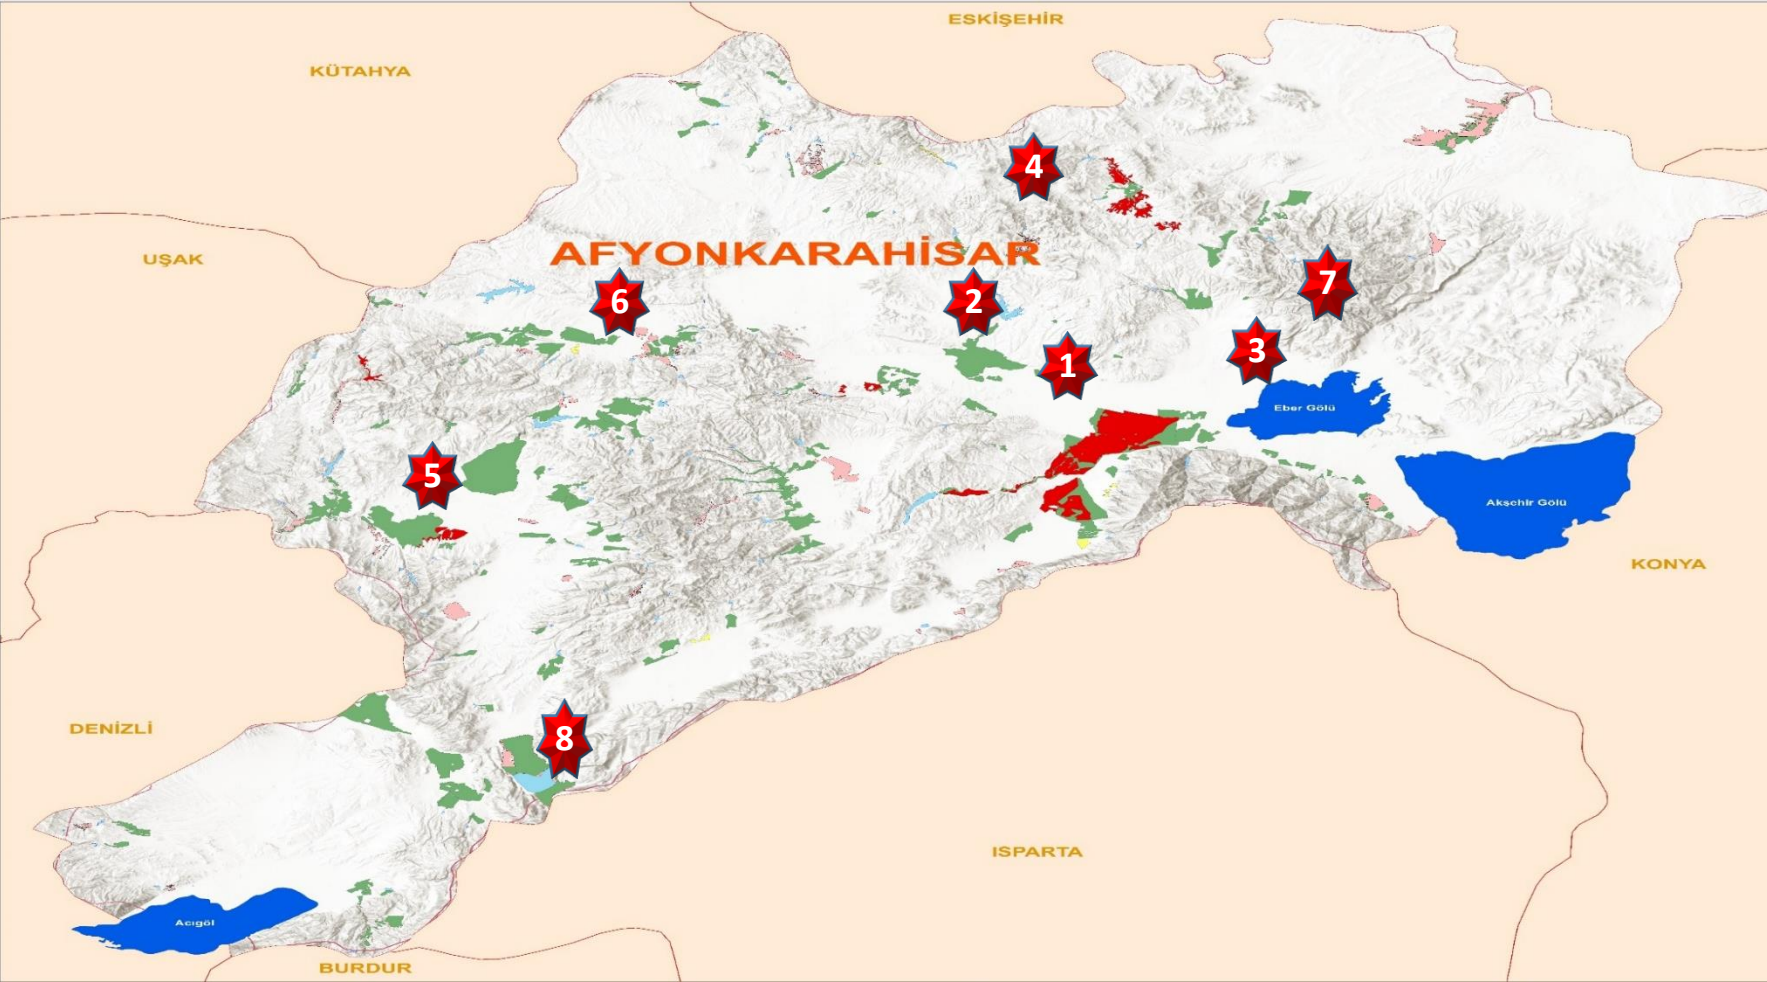 ESKİŞEHİR
KÜTAHYA
4
UŞAK
AFYONKARAHİSAR
6
2
7
1
3
Eber Gölü
5
Akşehir Gölü
KONYA
DENİZLİ
8
ISPARTA
Acıgöl
BURDUR